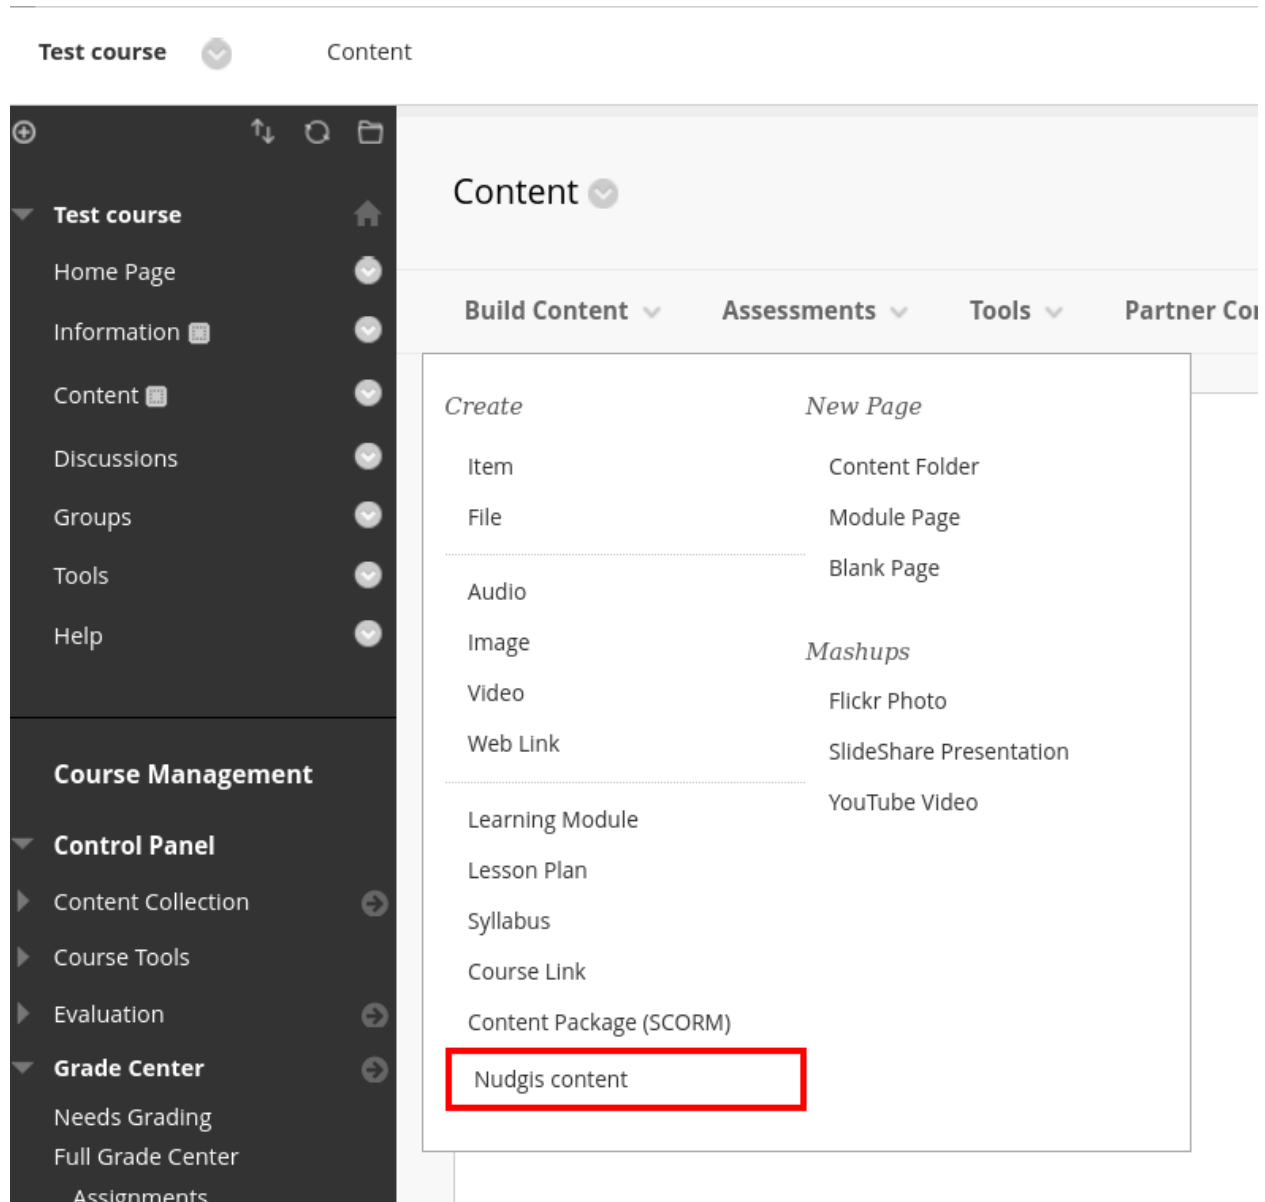 Test course
Content
Test course
Home Page
Information
Content
Discussions
Groups
Tools
Help
Course Management
Control Panel
Content Collection
Course Tools
Evaluation
Grade Center
Needs Grading
Full Grade Center
Assignments
Content
Build Content
Assessments
Tools
Partner
Create
Item
File
Audio
Image
Video
Web Link
Learning Module
Lesson Plan
Syllabus
Course Link
Content Package (SCORM)
Nudgis content
New Page
Content Folder
Module Page
Blank Page
Mashups
Flickr Photo
SlideShare Presentation
YouTube Video